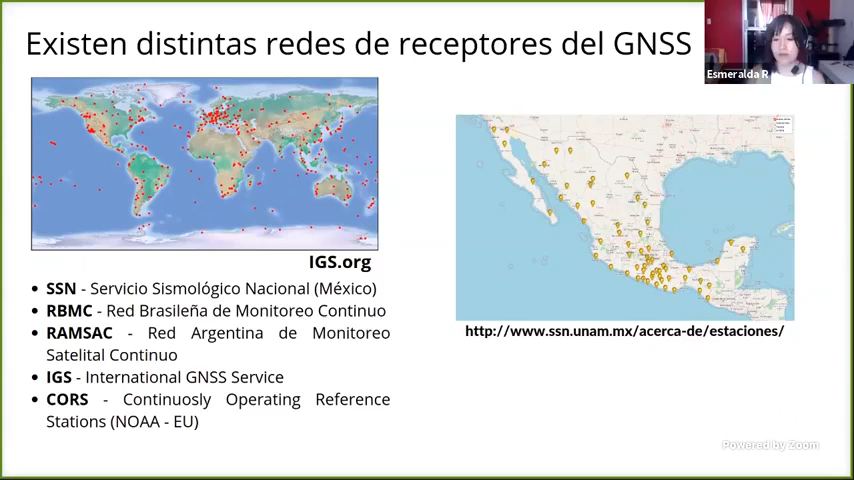 Existen distintas redes de receptores del GNSS
Esmeralda R
IGS.org
• SSN - Servicio Sismológico Nacional (México)
• RBMC - Red Brasileña de Monitoreo Continuo
• RAMSAC - Red Argentina de Monitoreo
Satelital Continuo
• IGS - International GNSS Service
• CORS - Continuosly Operating Reference
Stations (NOAA - EU)
http://www.ssn.unam.mx/acerca-de/estaciones/
Powered by Zoom